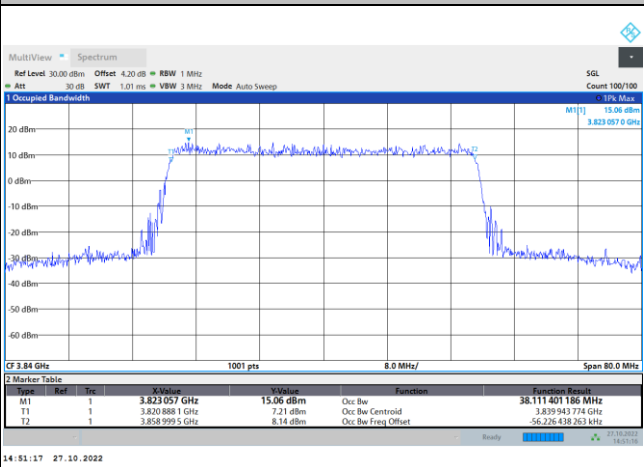 MultiView Spectrum
Ref Level 30.00 dBm Offset 4.20 dB RBW 1 MHz SGL
Att 30 dB SWT 1.01 ms VBW 3 MHz Mode Auto Sweep Count 100/100
1 Occupied Bandwidth 1Pk Max
M1[1] 15.06 dBm
3.823 057 0 GHz
M1
20 dBm
T1 T2
10 dBm
0 dBm
-10 dBm
-20 dBm
-30 dBm
-40 dBm
-50 dBm
-60 dBm
CF 3.84 GHz 1001 pts 8.0 MHz/ Span 80.0 MHz
2 Marker Table
Type Ref Trc X-Value Y-Value Function Function Result
M1 1 3.823 057 GHz 15.06 dBm Occ Bw 38.111 401 186 MHz
T1 1 3.820 888 1 GHz 7.21 dBm Occ Bw Centroid 3.839 943 774 GHz
T2 1 3.858 999 5 GHz 8.14 dBm Occ Bw Freq Offset -56.226 438 263 kHz
Ready 27.10.2022
14:51:16
14:51:17 27.10.2022